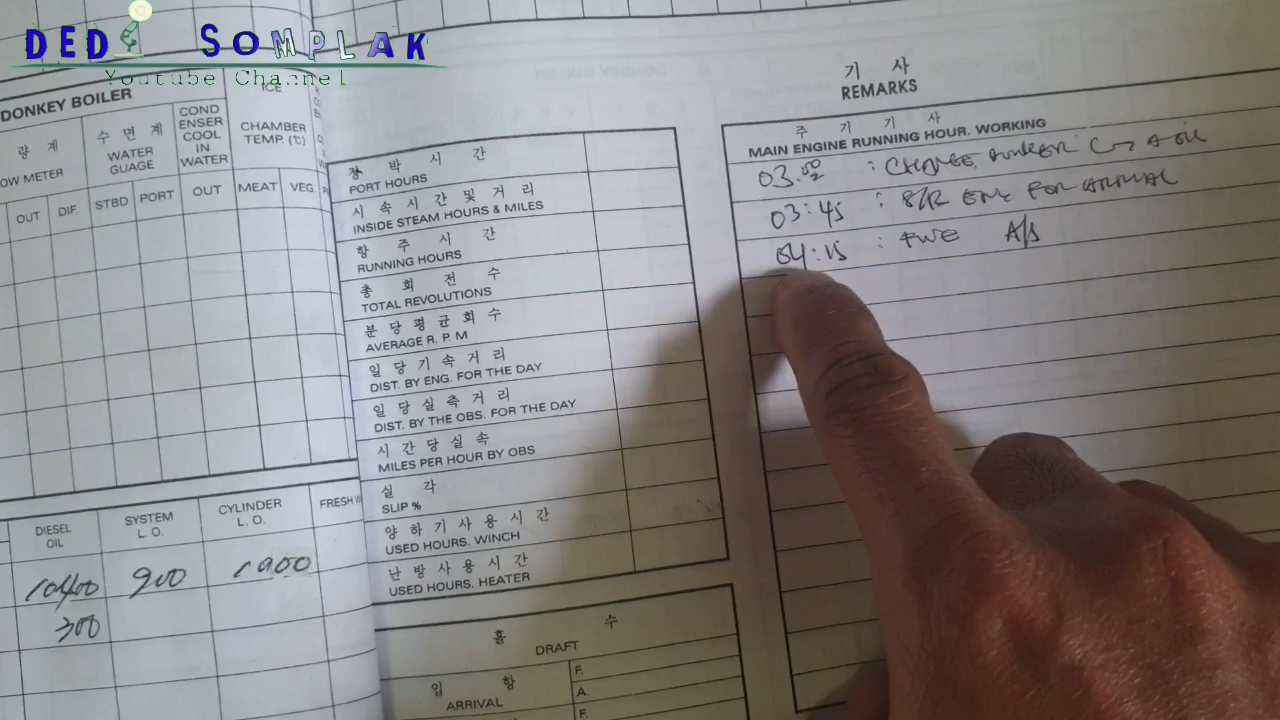 DEDi SOMPLAK
Youtube Channel
DONKEY BOILER
량 계
OW METER
수 면 계
WATER
GUAGE
COND
ENSER
COOL
IN
WATER
ICE
CHAMBER
TEMP. (℃)
OUT DIF. STBD PORT OUT MEAT VEG.
장 박 시 간
PORT HOURS
시 속 시 간 및 거 리
INSIDE STEAM HOURS & MILES
항 주 시 간
RUNNING HOURS
총 회 전 수
TOTAL REVOLUTIONS
분 당 평 균 회 수
AVERAGE R. P. M
일 당 기 속 거 리
DIST. BY ENG. FOR THE DAY
일 당 실 측 거 리
DIST. BY THE OBS. FOR THE DAY
시 간 당 실 속
MILES PER HOUR BY OBS
실 각
SLIP %
양 하 기 사 용 시 간
USED HOURS. WINCH
난 방 사 용 시 간
USED HOURS. HEATER
흘 수
DRAFT
입 항
ARRIVAL
F.
A.
F.
DIESEL
OIL
SYSTEM
L. O.
CYLINDER
L. O.
FRESH
10400 900 1900
300
기 사
REMARKS
주 기 기 사
MAIN ENGINE RUNNING HOUR. WORKING
03.00 : CHANGE BUNKER
03:45 : S/B ENG FOR ARRIVAL
04:15 : FWE A/S